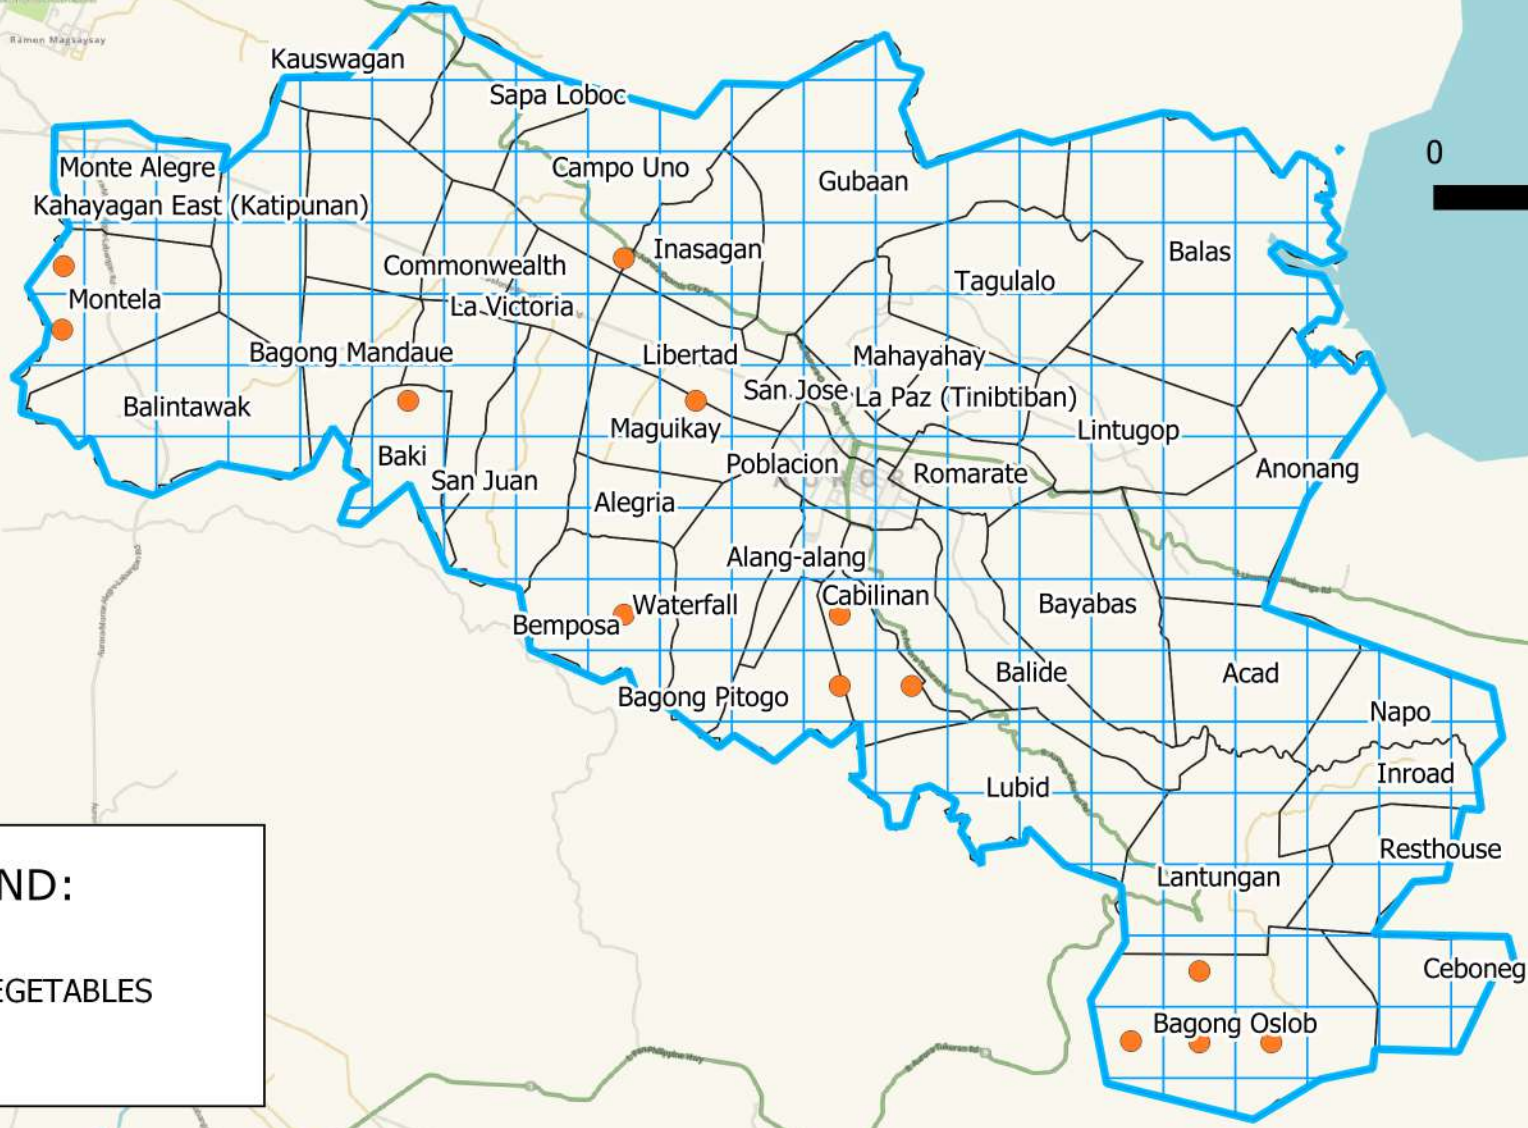 Ramon Magsaysay
Kauswagan
Sapa Loboc
0
Monte Alegre
Campo Uno
Gubaan
Kahayagan East (Katipunan)
Inasagan
Balas
Commonwealth
Tagulalo
Montela
La Victoria
Bagong Mandaue
Libertad
Mahayahay
San Jose
La Paz (Tinibtiban)
Balintawak
Maguikay
Lintugop
Baki
Poblacion
Romarate
Anonang
San Juan
AURORA
Alegria
Alang-alang
Cabilinan
Waterfall
Bayabas
Bemposa
Balide
Acad
Bagong Pitogo
Napo
Inroad
Lubid
Resthouse
Lantungan
ND:
Ceboneg
EGETABLES
Bagong Oslob